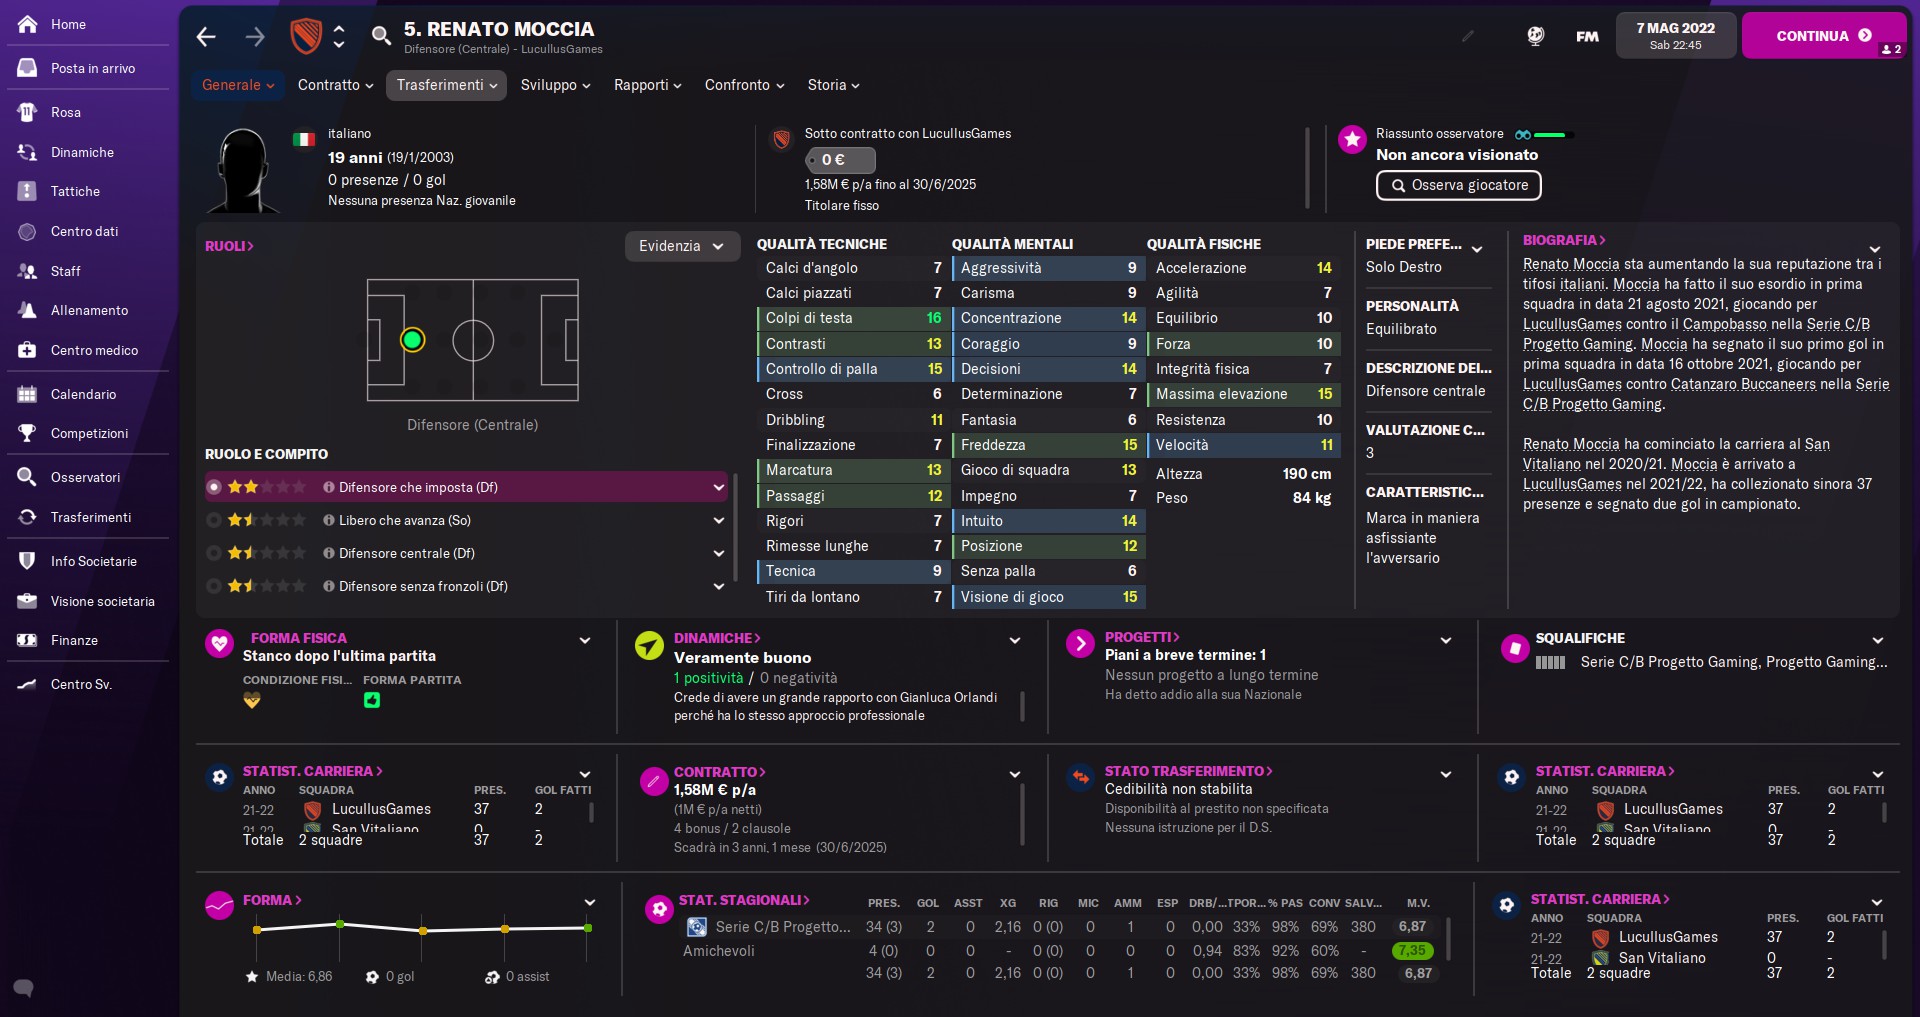 Home
Posta in arrivo
Rosa
Dinamiche
Tattiche
Centro dati
Staff
Allenamento
Centro medico
Calendario
Competizioni
Osservatori
Trasferimenti
Info Societarie
Visione societaria
Finanze
Centro Sv.
5. RENATO MOCCIA
Difensore (Centrale) - LucullusGames
FM
7 MAG 2022
Sab 22:45
CONTINUA
2
Generale
Contratto
Trasferimenti
Sviluppo
Rapporti
Confronto
Storia
italiano
19 anni (19/1/2003)
0 presenze / 0 gol
Nessuna presenza Naz. giovanile
Sotto contratto con LucullusGames
0 €
1,58M € p/a fino al 30/6/2025
Titolare fisso
Riassunto osservatore
Non ancora visionato
Osserva giocatore
RUOLI
Evidenzia
Difensore (Centrale)
RUOLO E COMPITO
Difensore che imposta (Df)
Libero che avanza (So)
Difensore centrale (Df)
Difensore senza fronzoli (Df)
QUALITÀ TECNICHE
Calci d'angolo 7
Calci piazzati 7
Colpi di testa 16
Contrasti 13
Controllo di palla 15
Cross 6
Dribbling 11
Finalizzazione 7
Marcatura 13
Passaggi 12
Rigori 7
Rimesse lunghe 7
Tecnica 9
Tiri da lontano 7
QUALITÀ MENTALI
Aggressività 9
Carisma 9
Concentrazione 14
Coraggio 9
Decisioni 14
Determinazione 7
Fantasia 6
Freddezza 15
Gioco di squadra 13
Impegno 7
Intuito 14
Posizione 12
Senza palla 6
Visione di gioco 15
QUALITÀ FISICHE
Accelerazione 14
Agilità 7
Equilibrio 10
Forza 10
Integrità fisica 7
Massima elevazione 15
Resistenza 10
Velocità 11
Altezza 190 cm
Peso 84 kg
PIEDE PREFE...
Solo Destro
PERSONALITÀ
Equilibrato
DESCRIZIONE DEI...
Difensore centrale
VALUTAZIONE C...
3
CARATTERISTIC...
Marca in maniera
asfissiante
l'avversario
BIOGRAFIA
Renato Moccia sta aumentando la sua reputazione tra i
tifosi italiani. Moccia ha fatto il suo esordio in prima
squadra in data 21 agosto 2021, giocando per
LucullusGames contro il Campobasso nella Serie C/B
Progetto Gaming. Moccia ha segnato il suo primo gol in
prima squadra in data 16 ottobre 2021, giocando per
LucullusGames contro Catanzaro Buccaneers nella Serie
C/B Progetto Gaming.
Renato Moccia ha cominciato la carriera al San
Vitaliano nel 2020/21. Moccia è arrivato a
LucullusGames nel 2021/22, ha collezionato sinora 37
presenze e segnato due gol in campionato.
FORMA FISICA
Stanco dopo l'ultima partita
CONDIZIONE FISI... FORMA PARTITA
DINAMICHE
Veramente buono
1 positività / 0 negatività
Crede di avere un grande rapporto con Gianluca Orlandi
perché ha lo stesso approccio professionale
PROGETTI
Piani a breve termine: 1
Nessun progetto a lungo termine
Ha detto addio alla sua Nazionale
SQUALIFICHE
Serie C/B Progetto Gaming, Progetto Gaming...
STATIST. CARRIERA
ANNO SQUADRA PRES. GOL FATTI
21-22 LucullusGames 37 2
21-22 San Vitaliano 0 -
Totale 2 squadre 37 2
CONTRATTO
1,58M € p/a
(1M € p/a netti)
4 bonus / 2 clausole
Scadrà in 3 anni, 1 mese (30/6/2025)
STATO TRASFERIMENTO
Cedibilità non stabilita
Disponibilità al prestito non specificata
Nessuna istruzione per il D.S.
STATIST. CARRIERA
ANNO SQUADRA PRES. GOL FATTI
21-22 LucullusGames 37 2
21-22 San Vitaliano 0 -
Totale 2 squadre 37 2
FORMA
Media: 6,86 0 gol 0 assist
STAT. STAGIONALI PRES. GOL ASST XG RIG MIC AMM ESP DRB/... TPOR... % PAS CONV SALV... M.V.
Serie C/B Progetto... 34 (3) 2 0 2,16 0 (0) 0 1 0 0,00 33% 98% 69% 380 6,87
Amichevoli 4 (0) 0 0 - 0 (0) 0 0 0 0,94 83% 92% 60% - 7,35
34 (3) 2 0 2,16 0 (0) 0 1 0 0,00 33% 98% 69% 380 6,87
STATIST. CARRIERA
ANNO SQUADRA PRES. GOL FATTI
21-22 LucullusGames 37 2
21-22 San Vitaliano 0 -
Totale 2 squadre 37 2